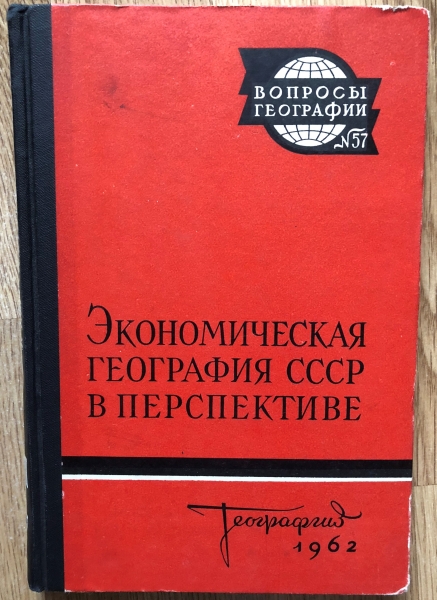 ВОПРОСЫ
ГЕОГРАФИИ
№57
ЭКОНОМИЧЕСКАЯ
ГЕОГРАФИЯ СССР
В ПЕРСПЕКТИВЕ
Географгиз
1962